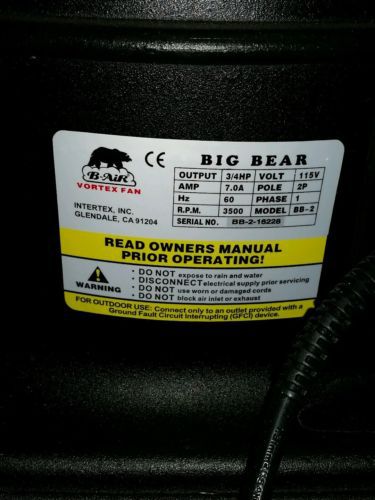 B-AIR
VORTEX FAN
CE
INTERTEX, INC.
GLENDALE, CA 91204
BIG BEAR
OUTPUT 3/4HP VOLT 115V
AMP 7.0A POLE 2P
Hz 60 PHASE 1
R.P.M. 3500 MODEL BB-2
SERIAL NO. BB-2-16228
READ OWNERS MANUAL
PRIOR OPERATING!
WARNING
• DO NOT expose to rain and water
• DISCONNECT electrical supply prior servicing
• DO NOT use worn or damaged cords
• DO NOT block air inlet or exhaust
FOR OUTDOOR USE: Connect only to an outlet provided with a
Ground Fault Circuit Interrupting (GFCI) device.